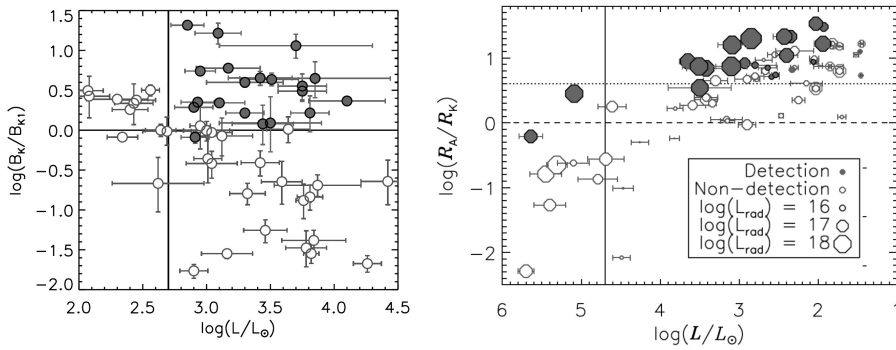 1.5
1.0
0.5
0.0
-0.5
-1.0
-1.5
-2.0
log(B_K/B_K1)
2.0 2.5 3.0 3.5 4.0 4.5
log(L/L_⊙)
2
1
0
-1
-2
log(R_A/R_K)
Detection
Non-detection
log(L_rad) = 16
log(L_rad) = 17
log(L_rad) = 18
6 5 4 3 2 1
log(L/L_⊙)